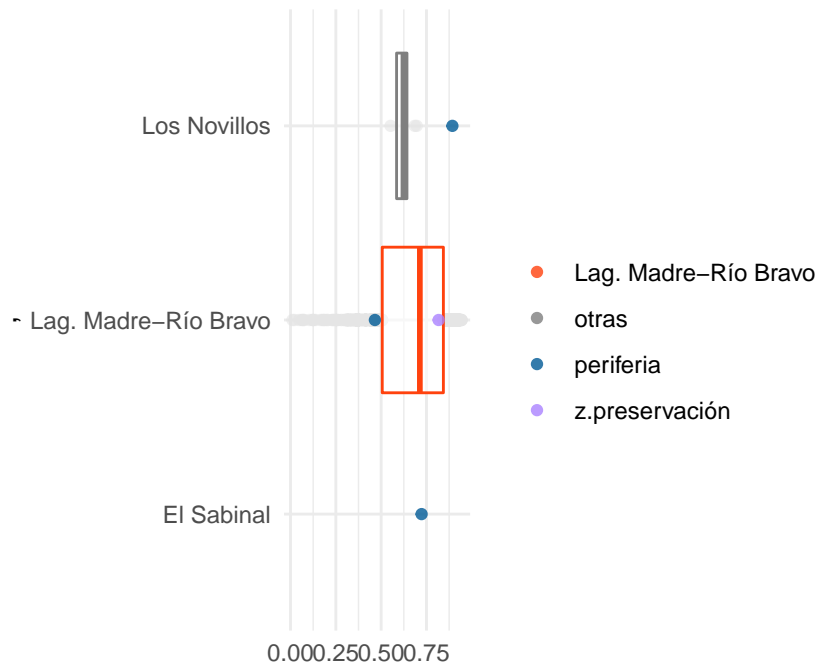 Los Novillos
Lag. Madre−Río Bravo
El Sabinal
0.000.250.500.75
Lag. Madre−Río Bravo
otras
periferia
z.preservación